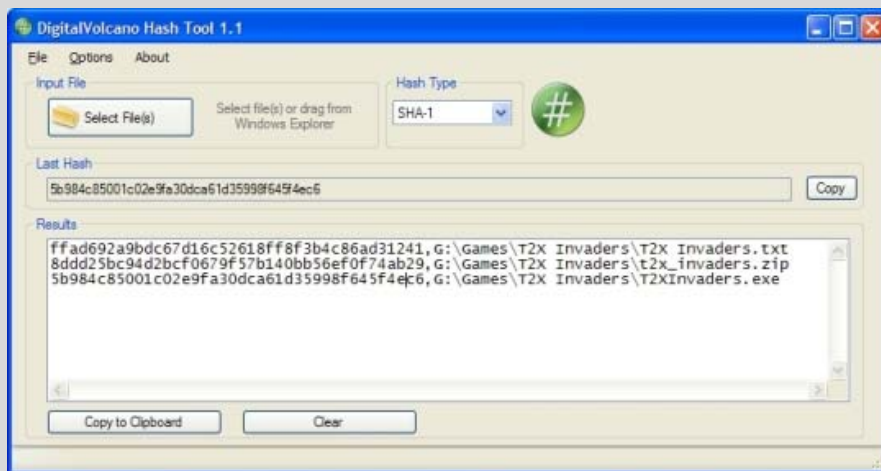 DigitalVolcano Hash Tool 1.1
File Options About
Input File
Select File(s)
Select file(s) or drag from
Windows Explorer
Hash Type
SHA-1
#
Last Hash
5b984c85001c02e9fa30dca61d35998f645f4ec6
Copy
Results
ffad692a9bdc67d16c52618ff8f3b4c86ad31241,G:\Games\T2X Invaders\T2X Invaders.txt
8ddd25bc94d2bcf0679f57b140bb56ef0f74ab29,G:\Games\T2X Invaders\t2x_invaders.zip
5b984c85001c02e9fa30dca61d35998f645f4ec6,G:\Games\T2X Invaders\T2XInvaders.exe
Copy to Clipboard
Clear